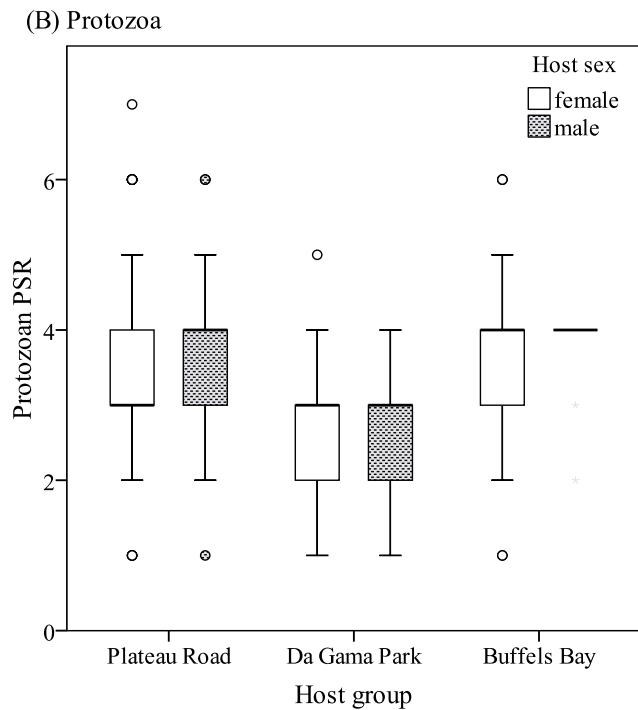 (B) Protozoa
Host sex
female
male
6
4
2
0
Protozoan PSR
Plateau Road
Da Gama Park
Buffels Bay
Host group